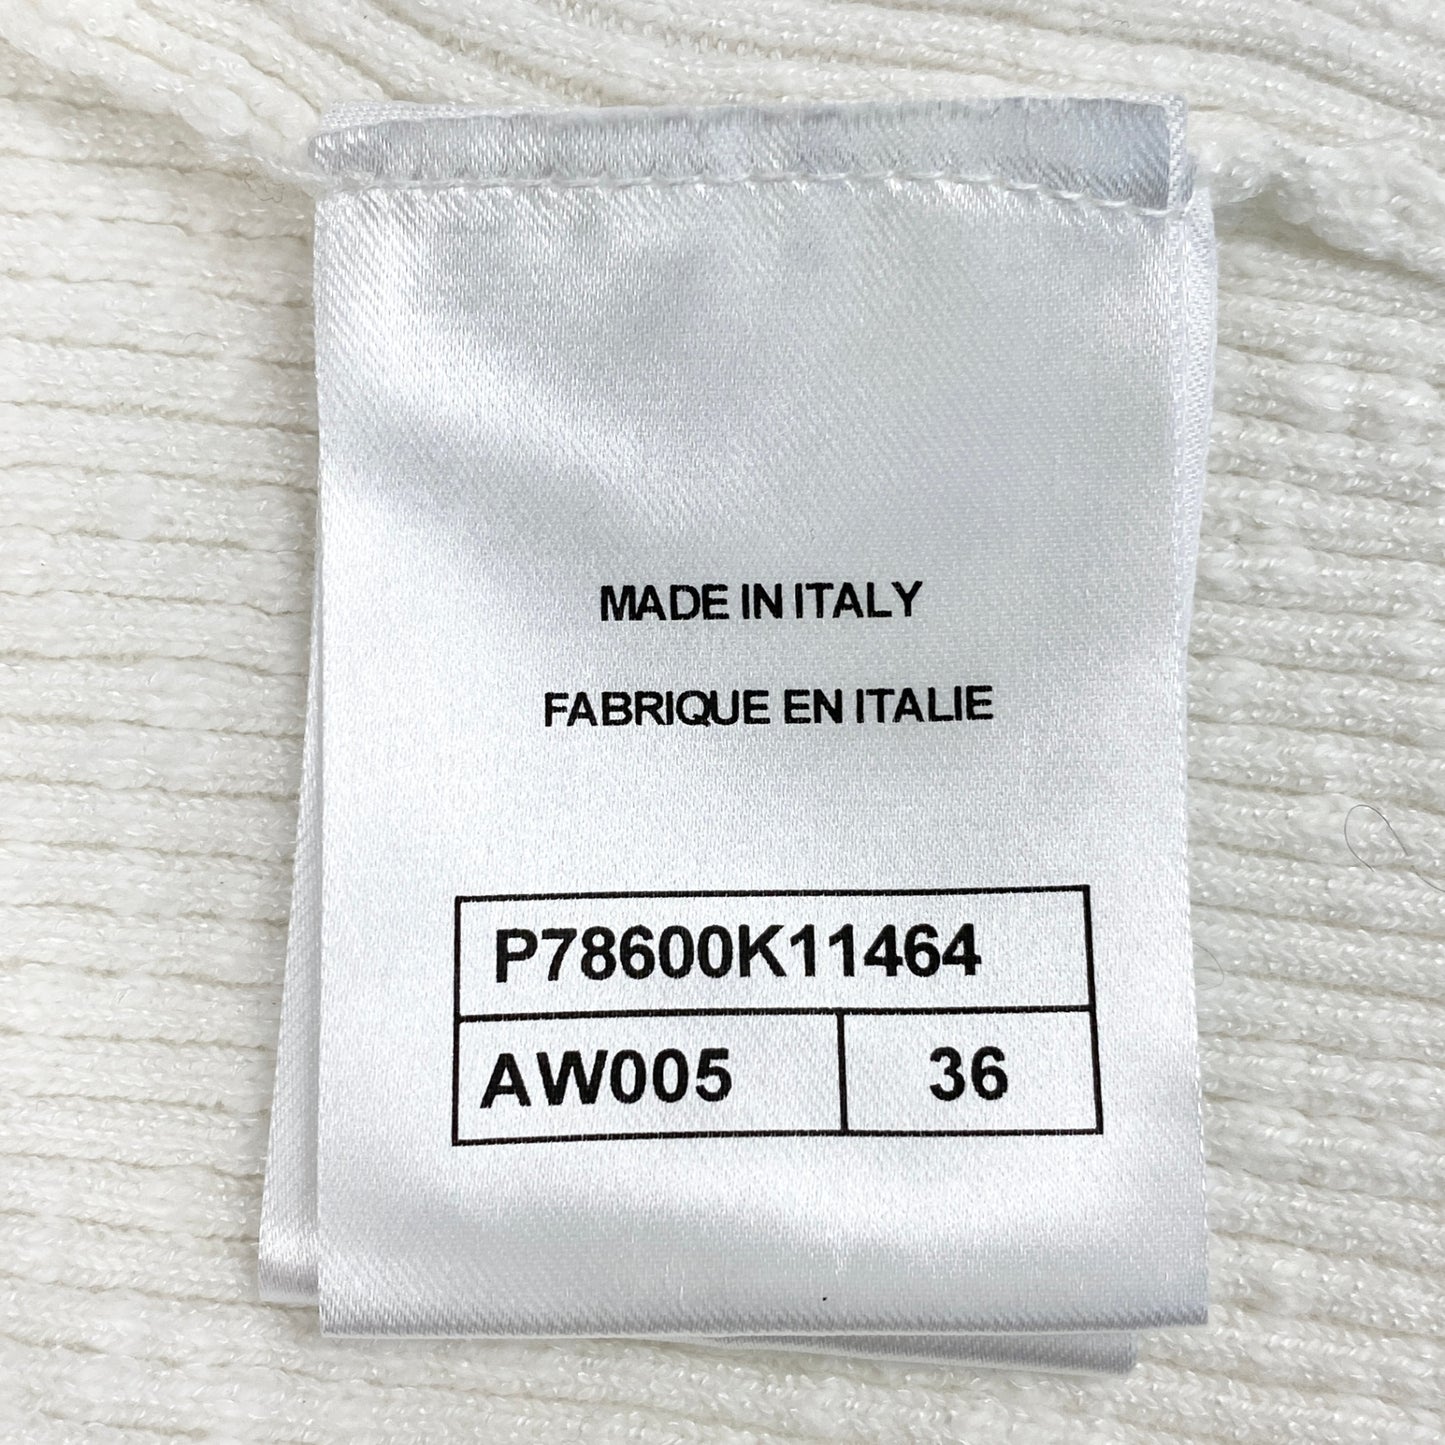 MADE IN ITALY
FABRIQUE EN ITALIE
P78600K11464
AW005 36